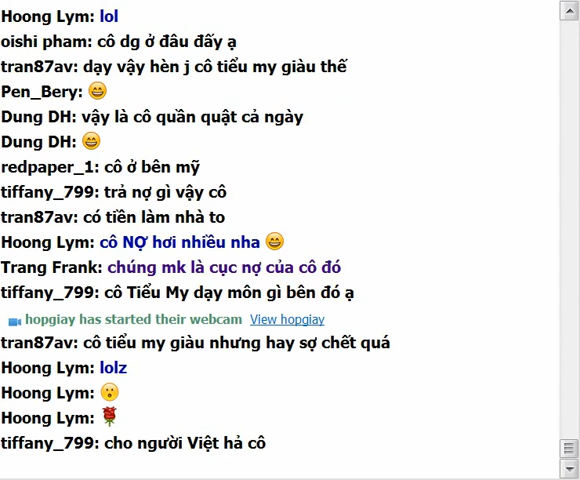 Hoong Lym: lol
oishi pham: cô dg ở đâu đấy ạ
tran87av: dạy vậy hèn j cô tiểu my giàu thế
Pen_Bery: 😄
Dung DH: vậy là cô quần quật cả ngày
Dung DH: 😄
redpaper_1: cô ở bên mỹ
tiffany_799: trả nợ gì vậy cô
tran87av: có tiền làm nhà to
Hoong Lym: cô NỢ hơi nhiều nha 😄
Trang Frank: chúng mk là cục nợ của cô đó
tiffany_799: cô Tiểu My dạy môn gì bên đó ạ
hopgiay has started their webcam View hopgiay
tran87av: cô tiểu my giàu nhưng hay sợ chết quá
Hoong Lym: lolz
Hoong Lym: 😮
Hoong Lym: 🌹
tiffany_799: cho người Việt hả cô